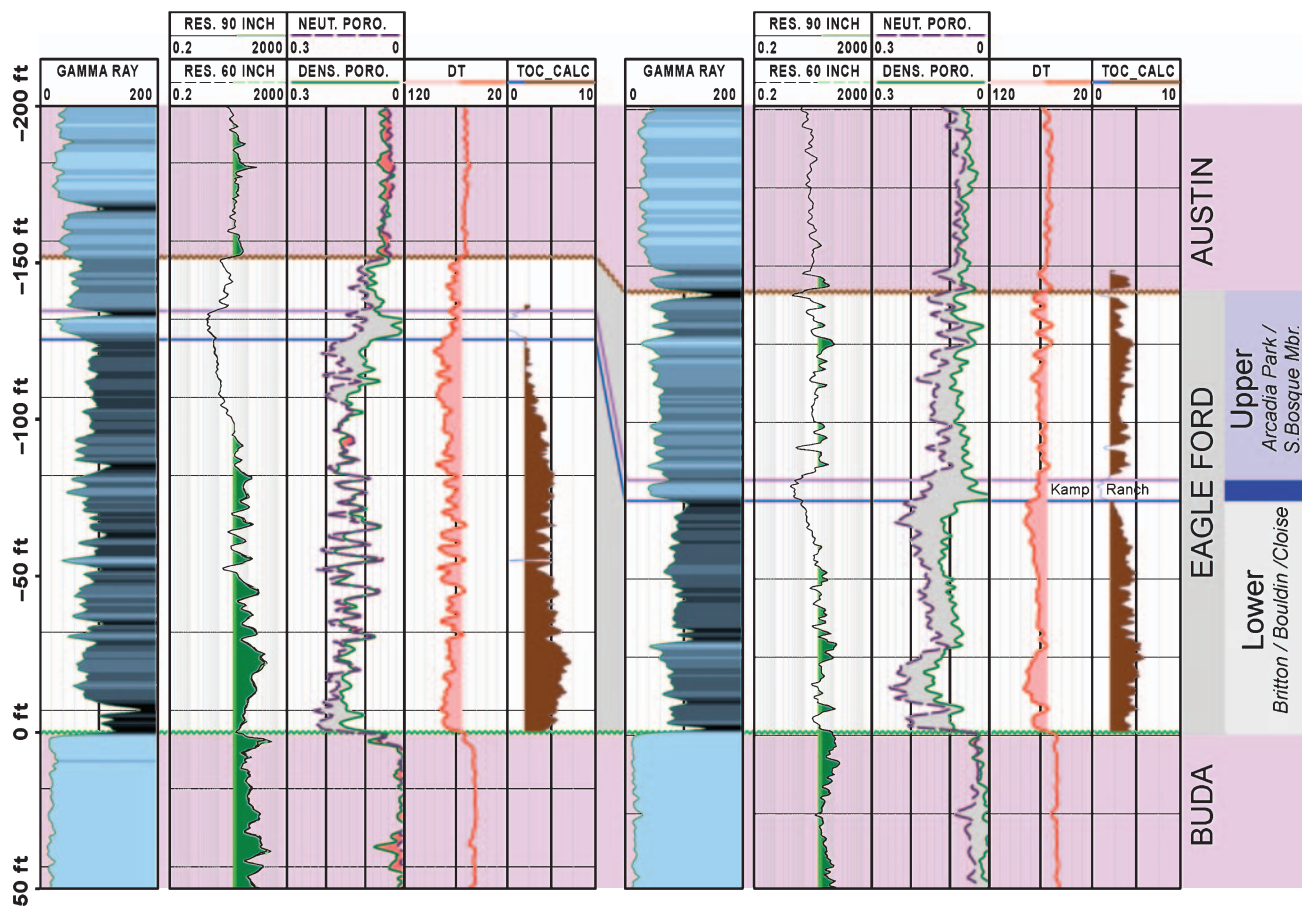 RES. 90 INCH NEUT. PORO. RES. 90 INCH NEUT. PORO.
0.2 2000 0.3 0 0.2 2000 0.3 0
GAMMA RAY RES. 60 INCH DENS. PORO. DT TOC_CALC GAMMA RAY RES. 60 INCH DENS. PORO. DT TOC_CALC
0 200 0.2 2000 0.3 0 120 20 0 10 0 200 0.2 2000 0.3 0 120 20 0 10
−200 ft
−150 ft
−100 ft
−50 ft
0 ft
50 ft
Kamp Ranch
AUSTIN
EAGLE FORD
BUDA
Upper
Arcadia Park /
S.Bosque Mbr.
Lower
Britton / Bouldin /Cloise